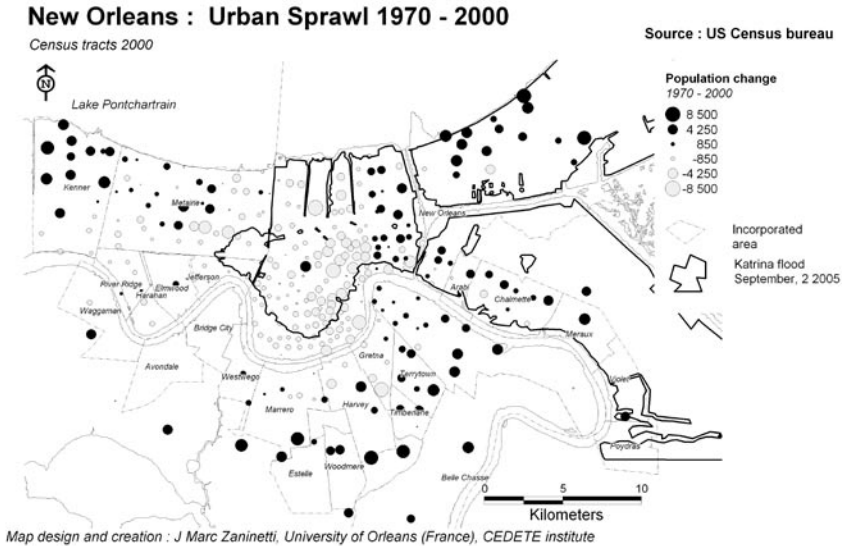 New Orleans : Urban Sprawl 1970 - 2000
Census tracts 2000
Source : US Census bureau
N
Lake Pontchartrain
Population change
1970 - 2000
8 500
4 250
850
-850
-4 250
-8 500
Kenner
Metairie
New Orleans
Incorporated
area
Katrina flood
September, 2 2005
River Ridge
Harahan
Elmwood
Jefferson
Arabi
Chalmette
Waggaman
Bridge City
Meraux
Avondale
Gretna
Westwego
Terrytown
Violet
Marrero
Harvey
Timberlane
Estelle
Woodmere
Belle Chasse
Poydras
0
5
10
Kilometers
Map design and creation : J Marc Zaninetti, University of Orleans (France), CEDETE institute